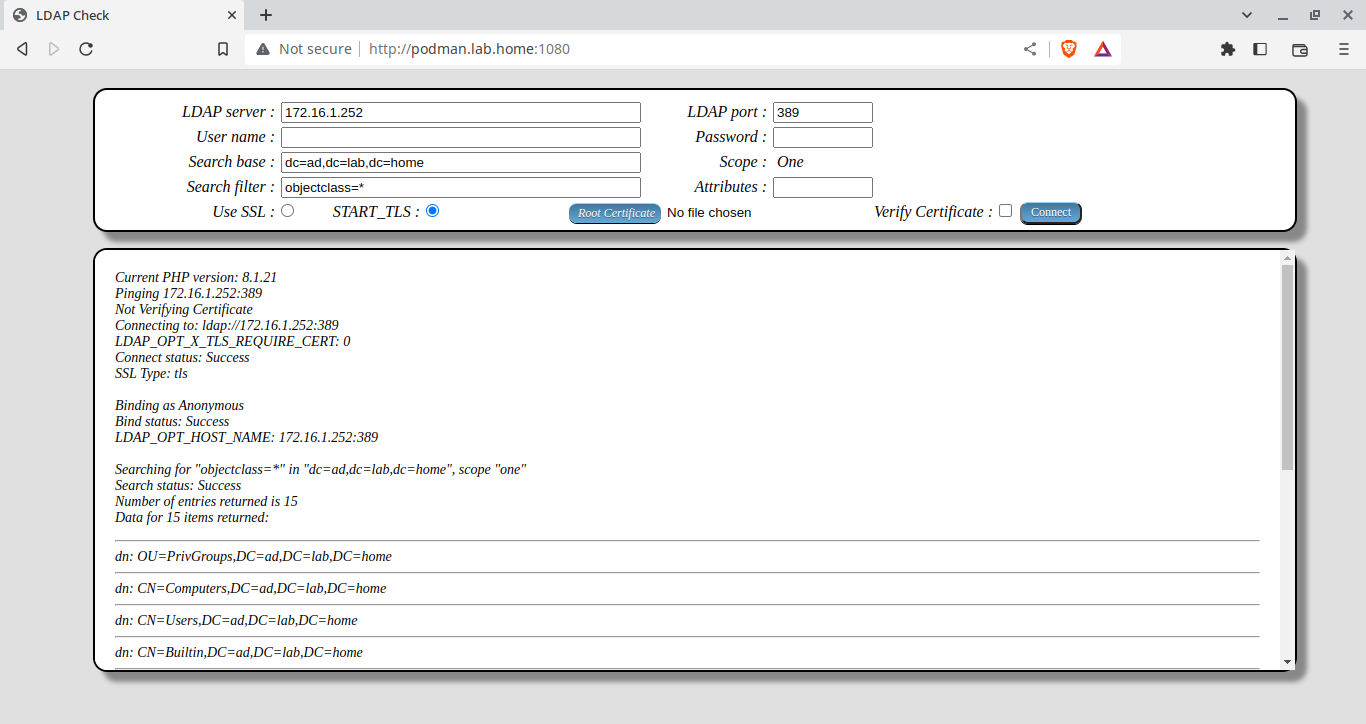 LDAP Check
Not secure http://podman.lab.home:1080
LDAP server : 172.16.1.252 LDAP port : 389
User name : Password :
Search base : dc=ad,dc=lab,dc=home Scope : One
Search filter : objectclass=* Attributes :
Use SSL : START_TLS : Root Certificate No file chosen Verify Certificate : Connect
Current PHP version: 8.1.21
Pinging 172.16.1.252:389
Not Verifying Certificate
Connecting to: ldap://172.16.1.252:389
LDAP_OPT_X_TLS_REQUIRE_CERT: 0
Connect status: Success
SSL Type: tls
Binding as Anonymous
Bind status: Success
LDAP_OPT_HOST_NAME: 172.16.1.252:389
Searching for "objectclass=*" in "dc=ad,dc=lab,dc=home", scope "one"
Search status: Success
Number of entries returned is 15
Data for 15 items returned:
dn: OU=PrivGroups,DC=ad,DC=lab,DC=home
dn: CN=Computers,DC=ad,DC=lab,DC=home
dn: CN=Users,DC=ad,DC=lab,DC=home
dn: CN=Builtin,DC=ad,DC=lab,DC=home